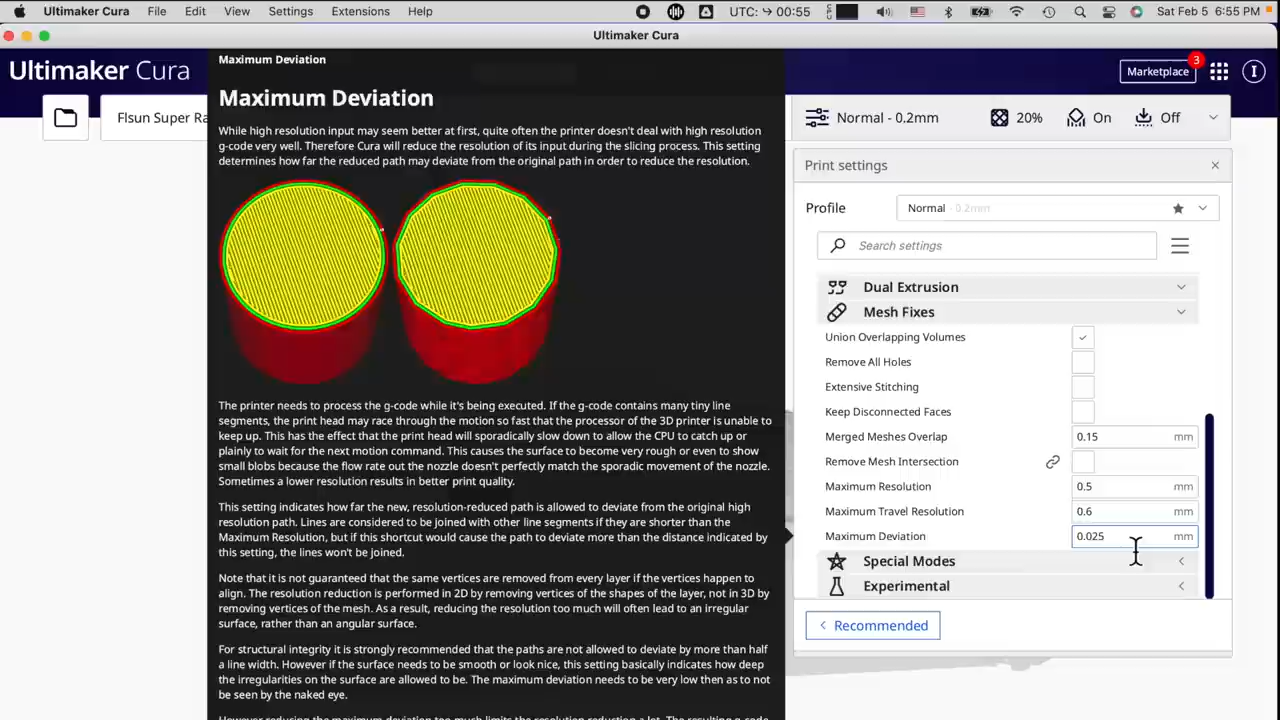 Ultimaker Cura File Edit View Settings Extensions Help UTC: 00:55 Sat Feb 5 6:55 PM
Ultimaker Cura
Ultimaker Cura Marketplace 3 I
Flsun Super Ra Normal - 0.2mm 20% On Off
Maximum Deviation
Maximum Deviation
While high resolution input may seem better at first, quite often the printer doesn't deal with high resolution
g-code very well. Therefore Cura will reduce the resolution of its input during the slicing process. This setting
determines how far the reduced path may deviate from the original path in order to reduce the resolution.
The printer needs to process the g-code while it's being executed. If the g-code contains many tiny line
segments, the print head may race through the motion so fast that the processor of the 3D printer is unable to
keep up. This has the effect that the print head will sporadically slow down to allow the CPU to catch up or
plainly to wait for the next motion command. This causes the surface to become very rough or even to show
small blobs because the flow rate out the nozzle doesn't perfectly match the sporadic movement of the nozzle.
Sometimes a lower resolution results in better print quality.
This setting indicates how far the new, resolution-reduced path is allowed to deviate from the original high
resolution path. Lines are considered to be joined with other line segments if they are shorter than the
Maximum Resolution, but if this shortcut would cause the path to deviate more than the distance indicated by
this setting, the lines won't be joined.
Note that it is not guaranteed that the same vertices are removed from every layer if the vertices happen to
align. The resolution reduction is performed in 2D by removing vertices of the shapes of the layer, not in 3D by
removing vertices of the mesh. As a result, reducing the resolution too much will often lead to an irregular
surface, rather than an angular surface.
For structural integrity it is strongly recommended that the paths are not allowed to deviate by more than half
a line width. However if the surface needs to be smooth or look nice, this setting basically indicates how deep
the irregularities on the surface are allowed to be. The maximum deviation needs to be very low then as to not
be seen by the naked eye.
However reducing the maximum deviation too much limits the resolution reduction a lot. The resulting g-code
Print settings
Profile Normal - 0.2mm
Search settings
Dual Extrusion
Mesh Fixes
Union Overlapping Volumes
Remove All Holes
Extensive Stitching
Keep Disconnected Faces
Merged Meshes Overlap 0.15 mm
Remove Mesh Intersection
Maximum Resolution 0.5 mm
Maximum Travel Resolution 0.6 mm
Maximum Deviation 0.025 mm
Special Modes
Experimental
Recommended